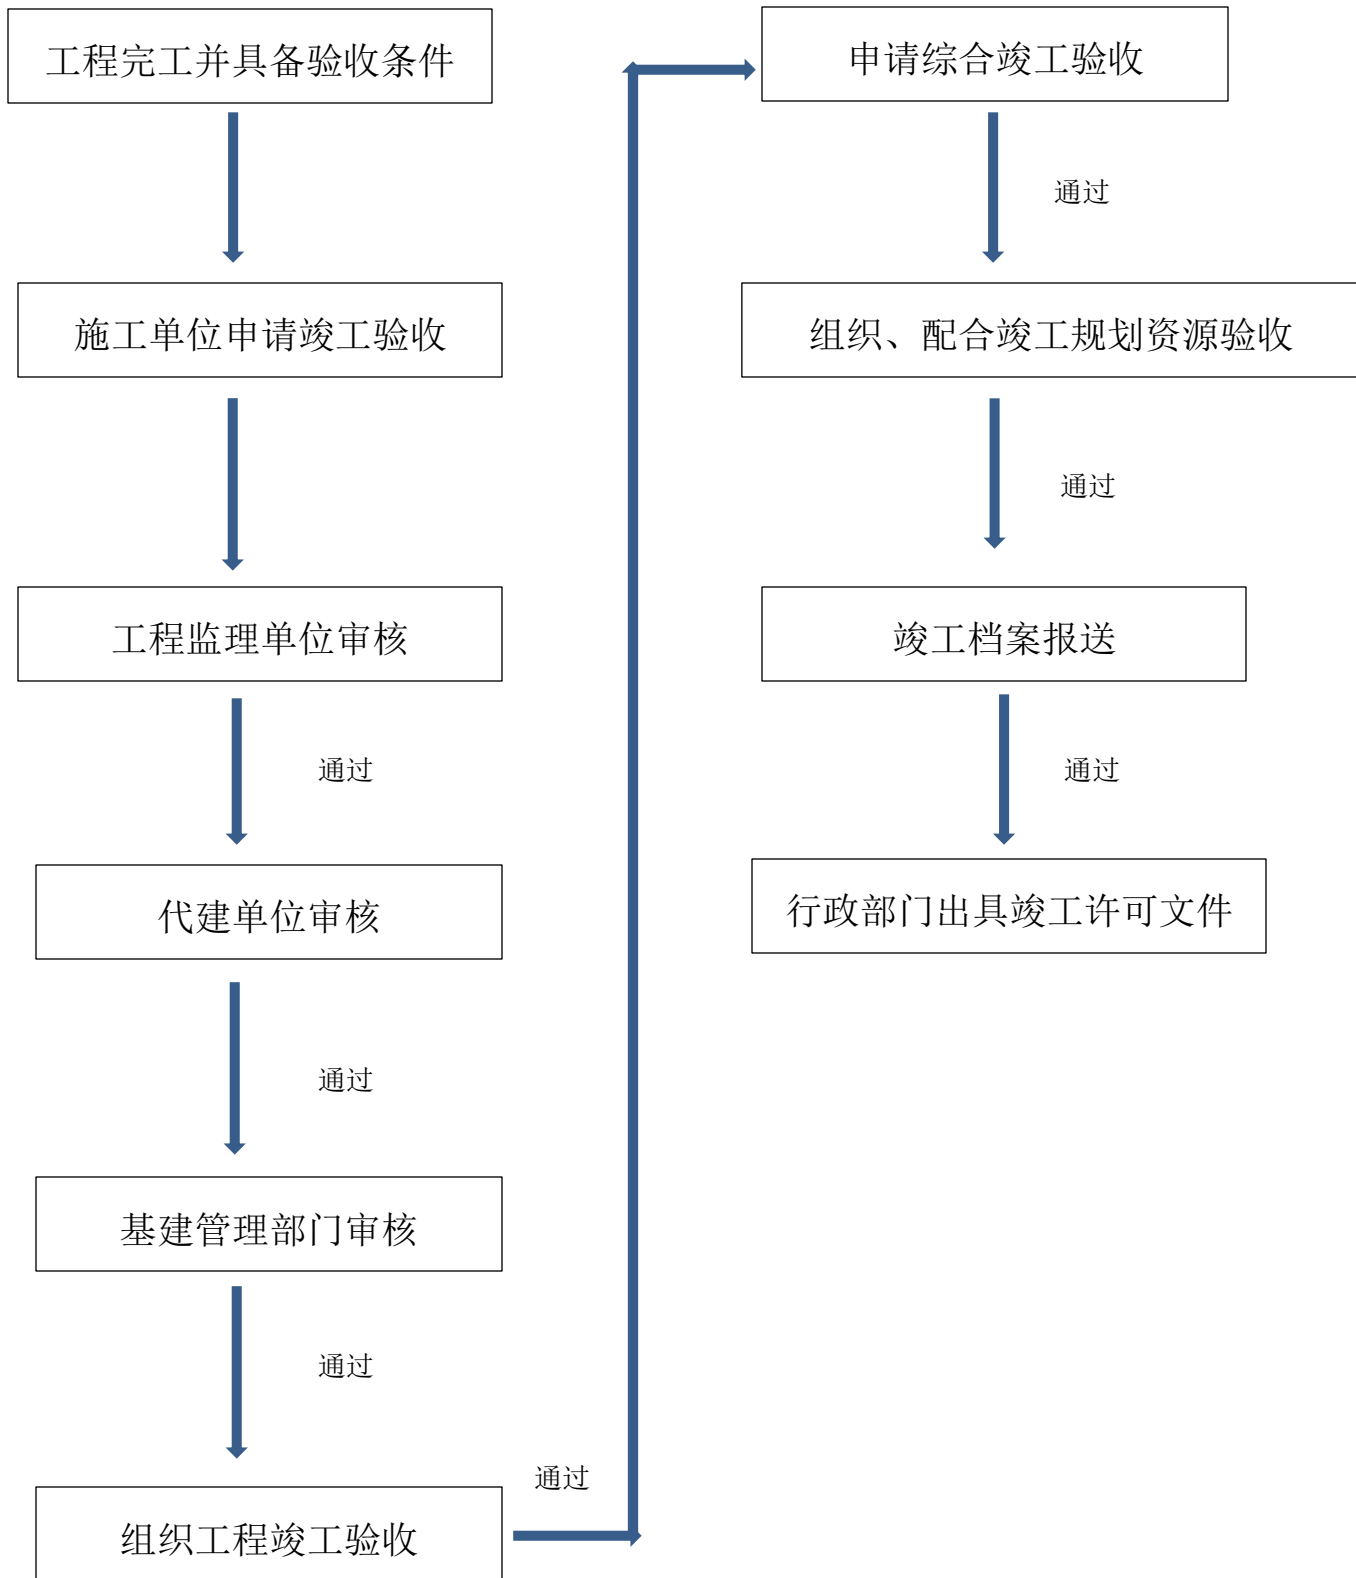 工程完工并具备验收条件
施工单位申请竣工验收
工程监理单位审核
通过
代建单位审核
通过
基建管理部门审核
通过
组织工程竣工验收
通过
申请综合竣工验收
通过
组织、配合竣工规划资源验收
通过
竣工档案报送
通过
行政部门出具竣工许可文件